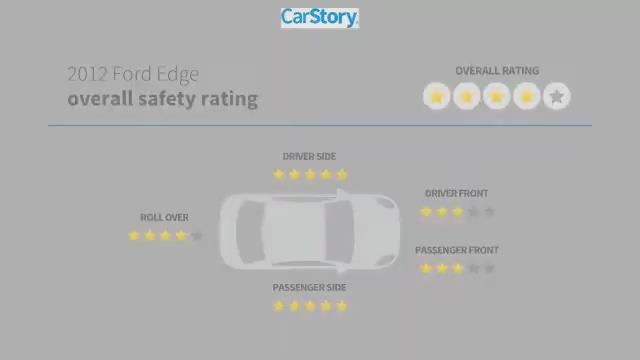 CarStory
2012 Ford Edge
overall safety rating
OVERALL RATING
DRIVER SIDE
DRIVER FRONT
ROLL OVER
PASSENGER FRONT
PASSENGER SIDE